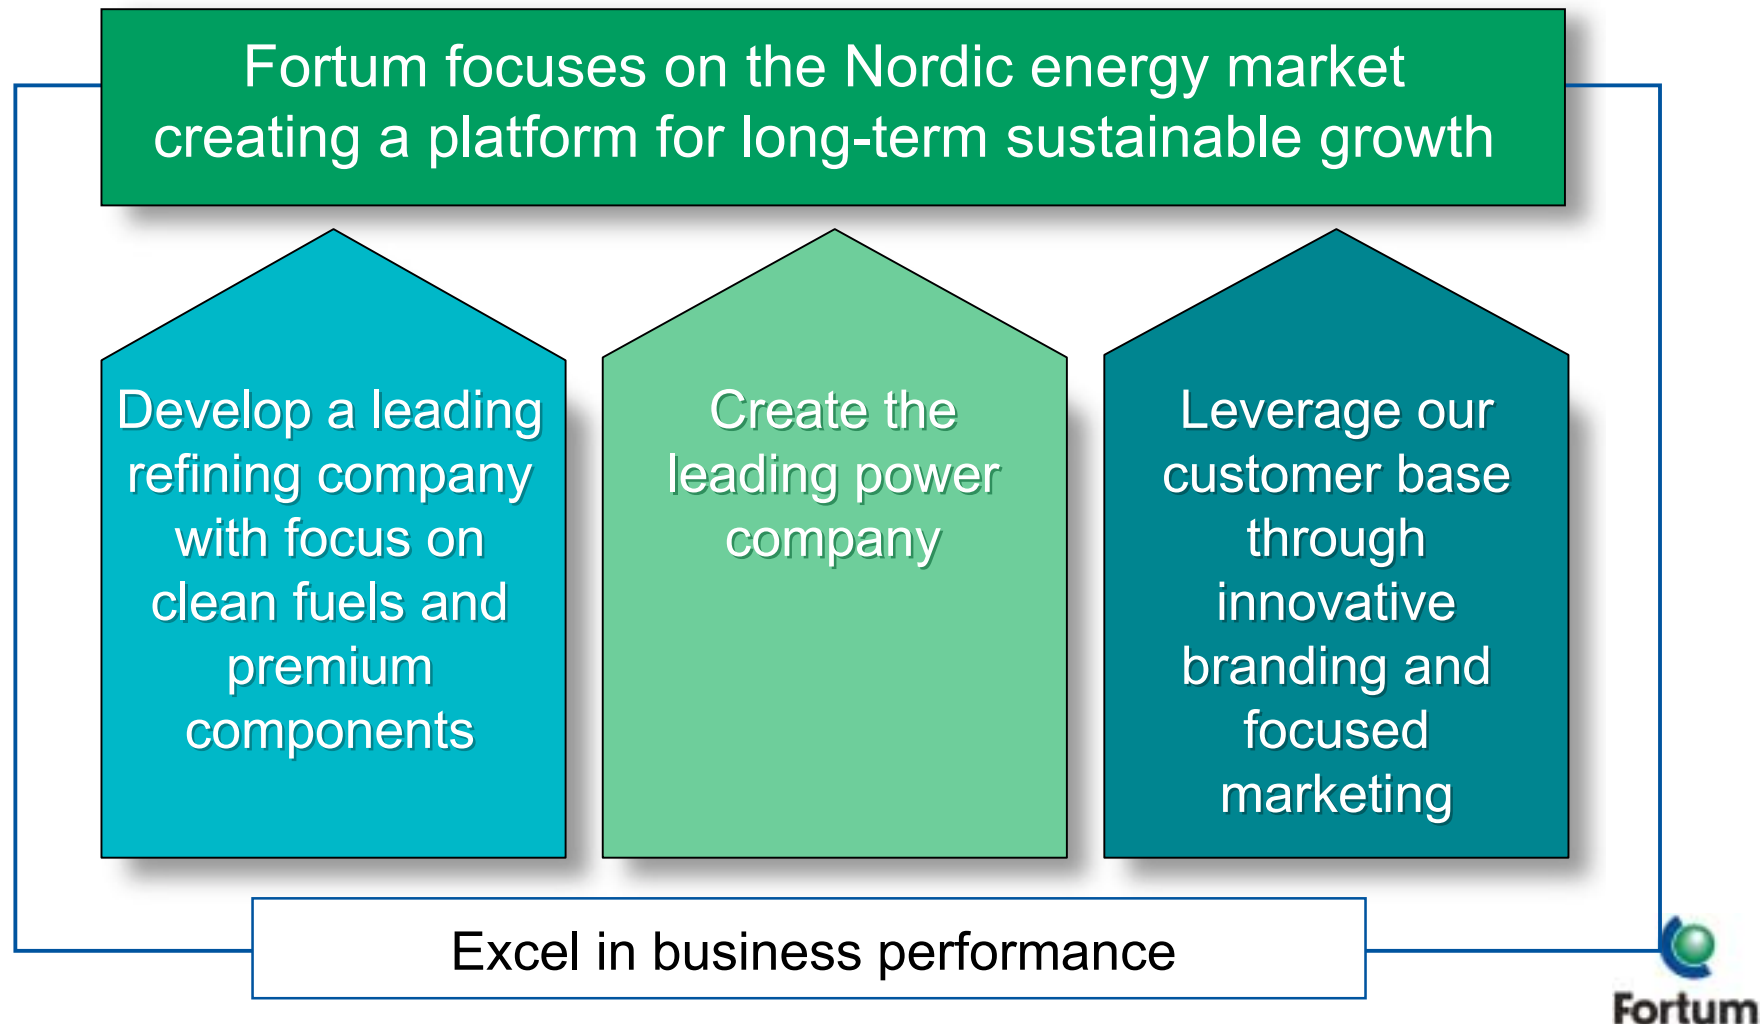 Fortum focuses on the Nordic energy market
creating a platform for long-term sustainable growth
Develop a leading
refining company
with focus on
clean fuels and
premium
components
Create the
leading power
company
Leverage our
customer base
through
innovative
branding and
focused
marketing
Excel in business performance
Fortum